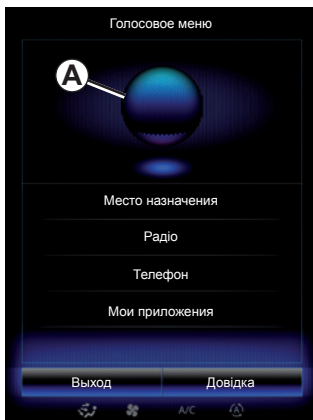 Голосовое меню
A
Место назначения
Радіо
Телефон
Мои приложения
Выход Довідка
A/C A